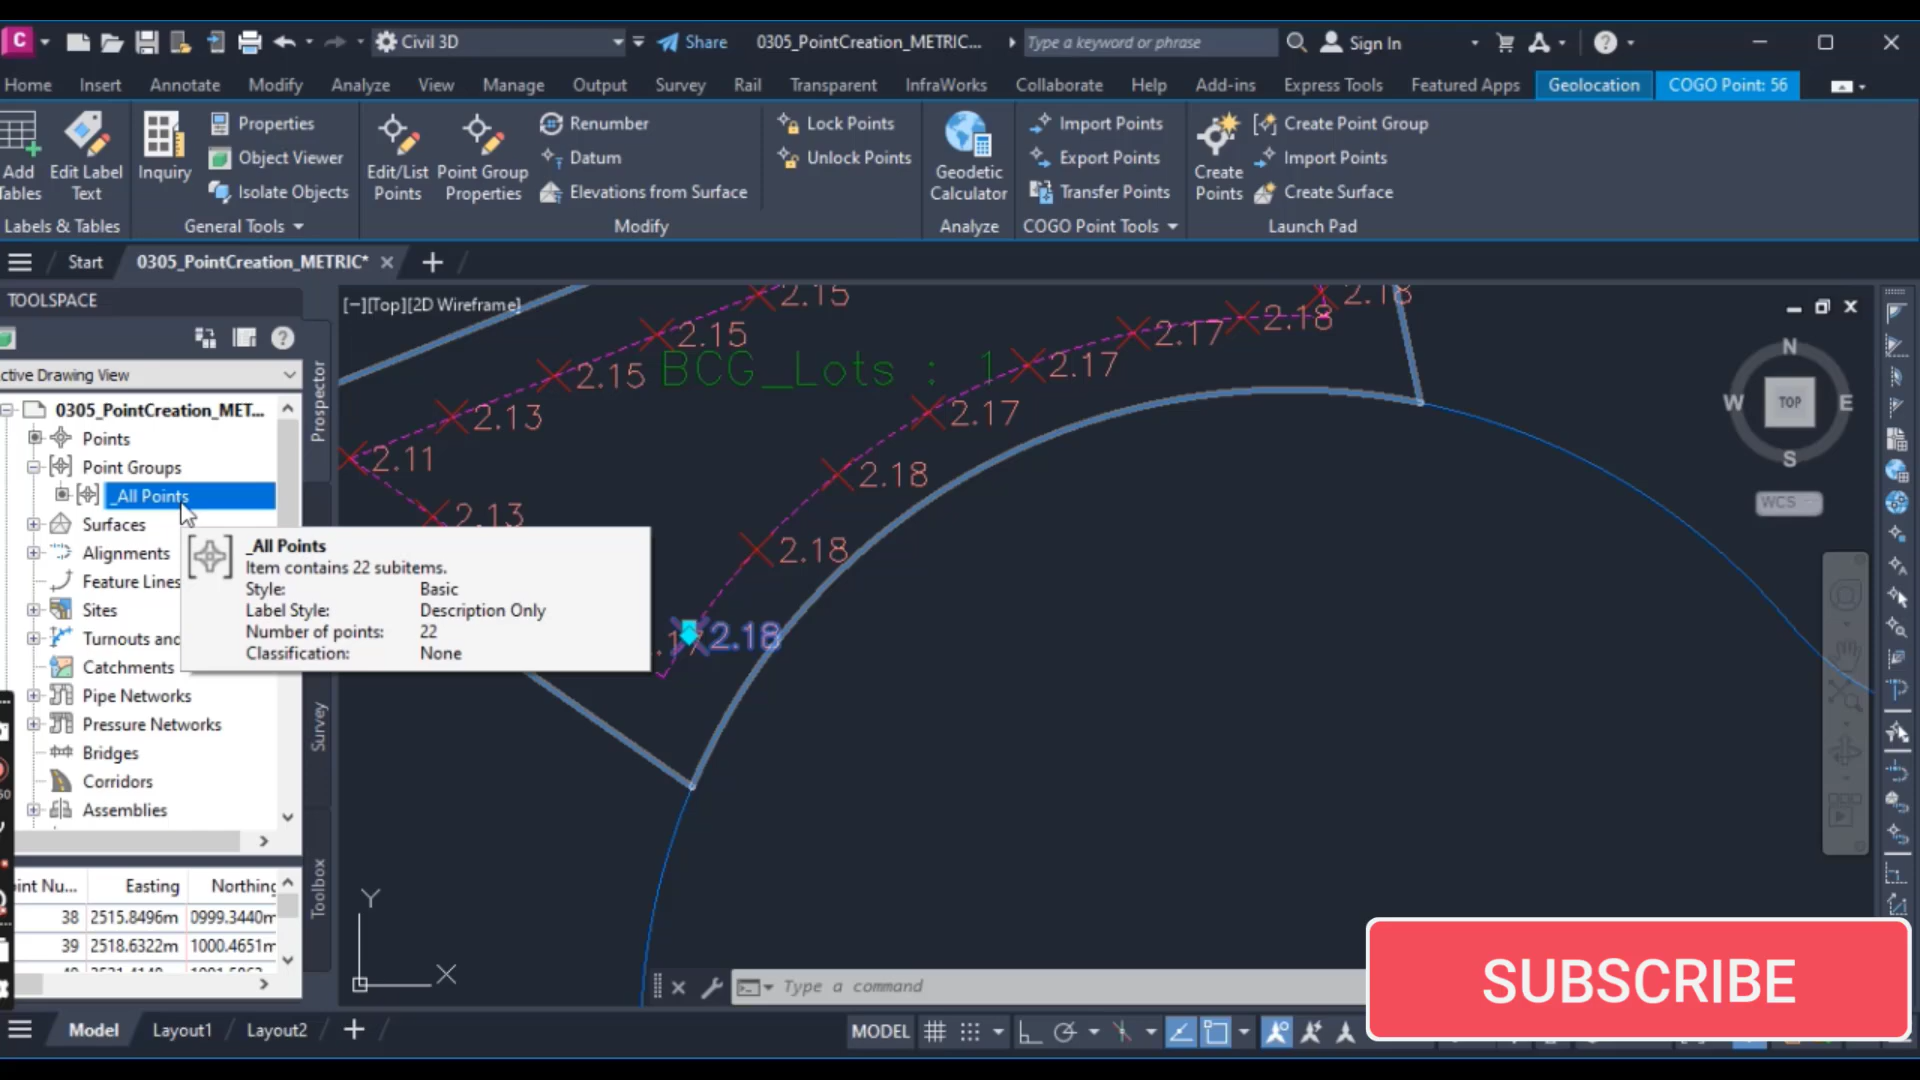 C
Civil 3D
Share
0305_PointCreation_METRIC...
Type a keyword or phrase
Sign In
Home Insert Annotate Modify Analyze View Manage Output Survey Rail Transparent InfraWorks Collaborate Help Add-ins Express Tools Featured Apps Geolocation COGO Point: 56
Add
Tables
Edit Label
Text
Labels & Tables
Inquiry
Properties
Object Viewer
Isolate Objects
General Tools
Edit/List
Points
Point Group
Properties
Renumber
Datum
Elevations from Surface
Modify
Lock Points
Unlock Points
Geodetic
Calculator
Analyze
Import Points
Export Points
Transfer Points
COGO Point Tools
Create
Points
Create Point Group
Import Points
Create Surface
Launch Pad
Start
0305_PointCreation_METRIC*
TOOLSPACE
ctive Drawing View
0305_PointCreation_MET...
Points
Point Groups
_All Points
Surfaces
Alignments
Feature Lines
Sites
Turnouts and
Catchments
Pipe Networks
Pressure Networks
Bridges
Corridors
Assemblies
int Nu... Easting Northing
38 2515.8496m 0999.3440m
39 2518.6322m 1000.4651m
Prospector
Survey
Toolbox
_All Points
Item contains 22 subitems.
Style: Basic
Label Style: Description Only
Number of points: 22
Classification: None
[−][Top][2D Wireframe]
2.15
2.18
2.15
2.17
2.18
2.15
BCG_Lots : 1
2.17
2.13
2.17
2.11
2.18
2.13
2.18
2.18
N
W
TOP
E
S
WCS
Y
X
Type a command
SUBSCRIBE
Model Layout1 Layout2
MODEL